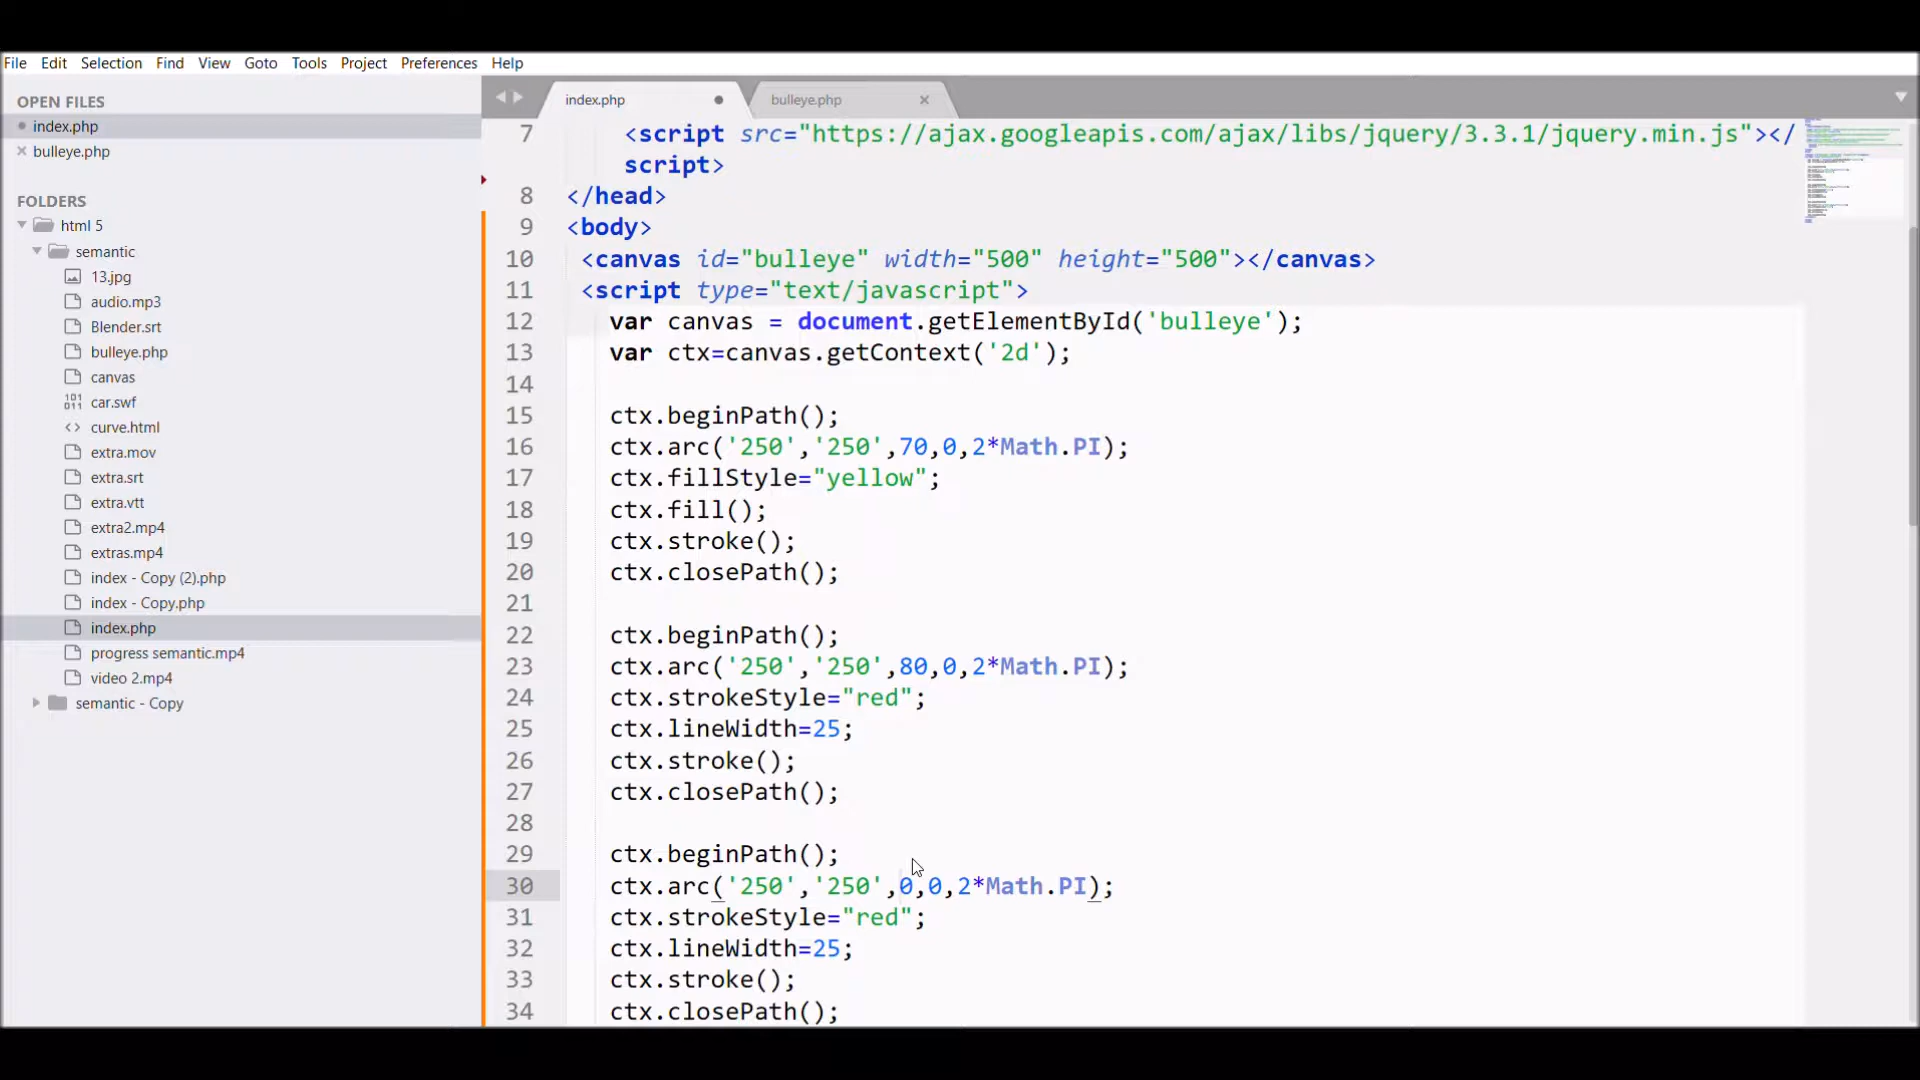 File Edit Selection Find View Goto Tools Project Preferences Help
OPEN FILES
index.php
bulleye.php
FOLDERS
html 5
semantic
13.jpg
audio.mp3
Blender.srt
bulleye.php
canvas
car.swf
curve.html
extra.mov
extra.srt
extra.vtt
extra2.mp4
extras.mp4
index - Copy (2).php
index - Copy.php
index.php
progress semantic.mp4
video 2.mp4
semantic - Copy
index.php bulleye.php
7 <script src="https://ajax.googleapis.com/ajax/libs/jquery/3.3.1/jquery.min.js"></
script>
8 </head>
9 <body>
10 <canvas id="bulleye" width="500" height="500"></canvas>
11 <script type="text/javascript">
12 var canvas = document.getElementById('bulleye');
13 var ctx=canvas.getContext('2d');
14
15 ctx.beginPath();
16 ctx.arc('250','250',70,0,2*Math.PI);
17 ctx.fillStyle="yellow";
18 ctx.fill();
19 ctx.stroke();
20 ctx.closePath();
21
22 ctx.beginPath();
23 ctx.arc('250','250',80,0,2*Math.PI);
24 ctx.strokeStyle="red";
25 ctx.lineWidth=25;
26 ctx.stroke();
27 ctx.closePath();
28
29 ctx.beginPath();
30 ctx.arc('250','250',0,0,2*Math.PI);
31 ctx.strokeStyle="red";
32 ctx.lineWidth=25;
33 ctx.stroke();
34 ctx.closePath();